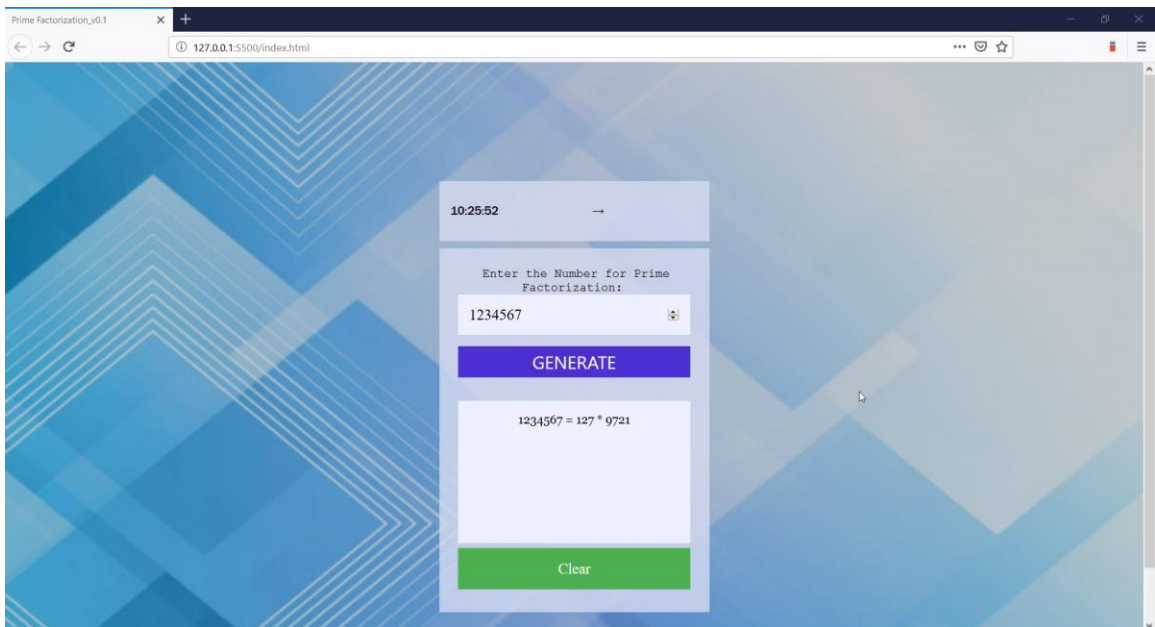 Prime Factorization_v0.1
127.0.0.1:5500/index.html
10:25:52 →
Enter the Number for Prime
Factorization:
1234567
GENERATE
1234567 = 127 * 9721
Clear